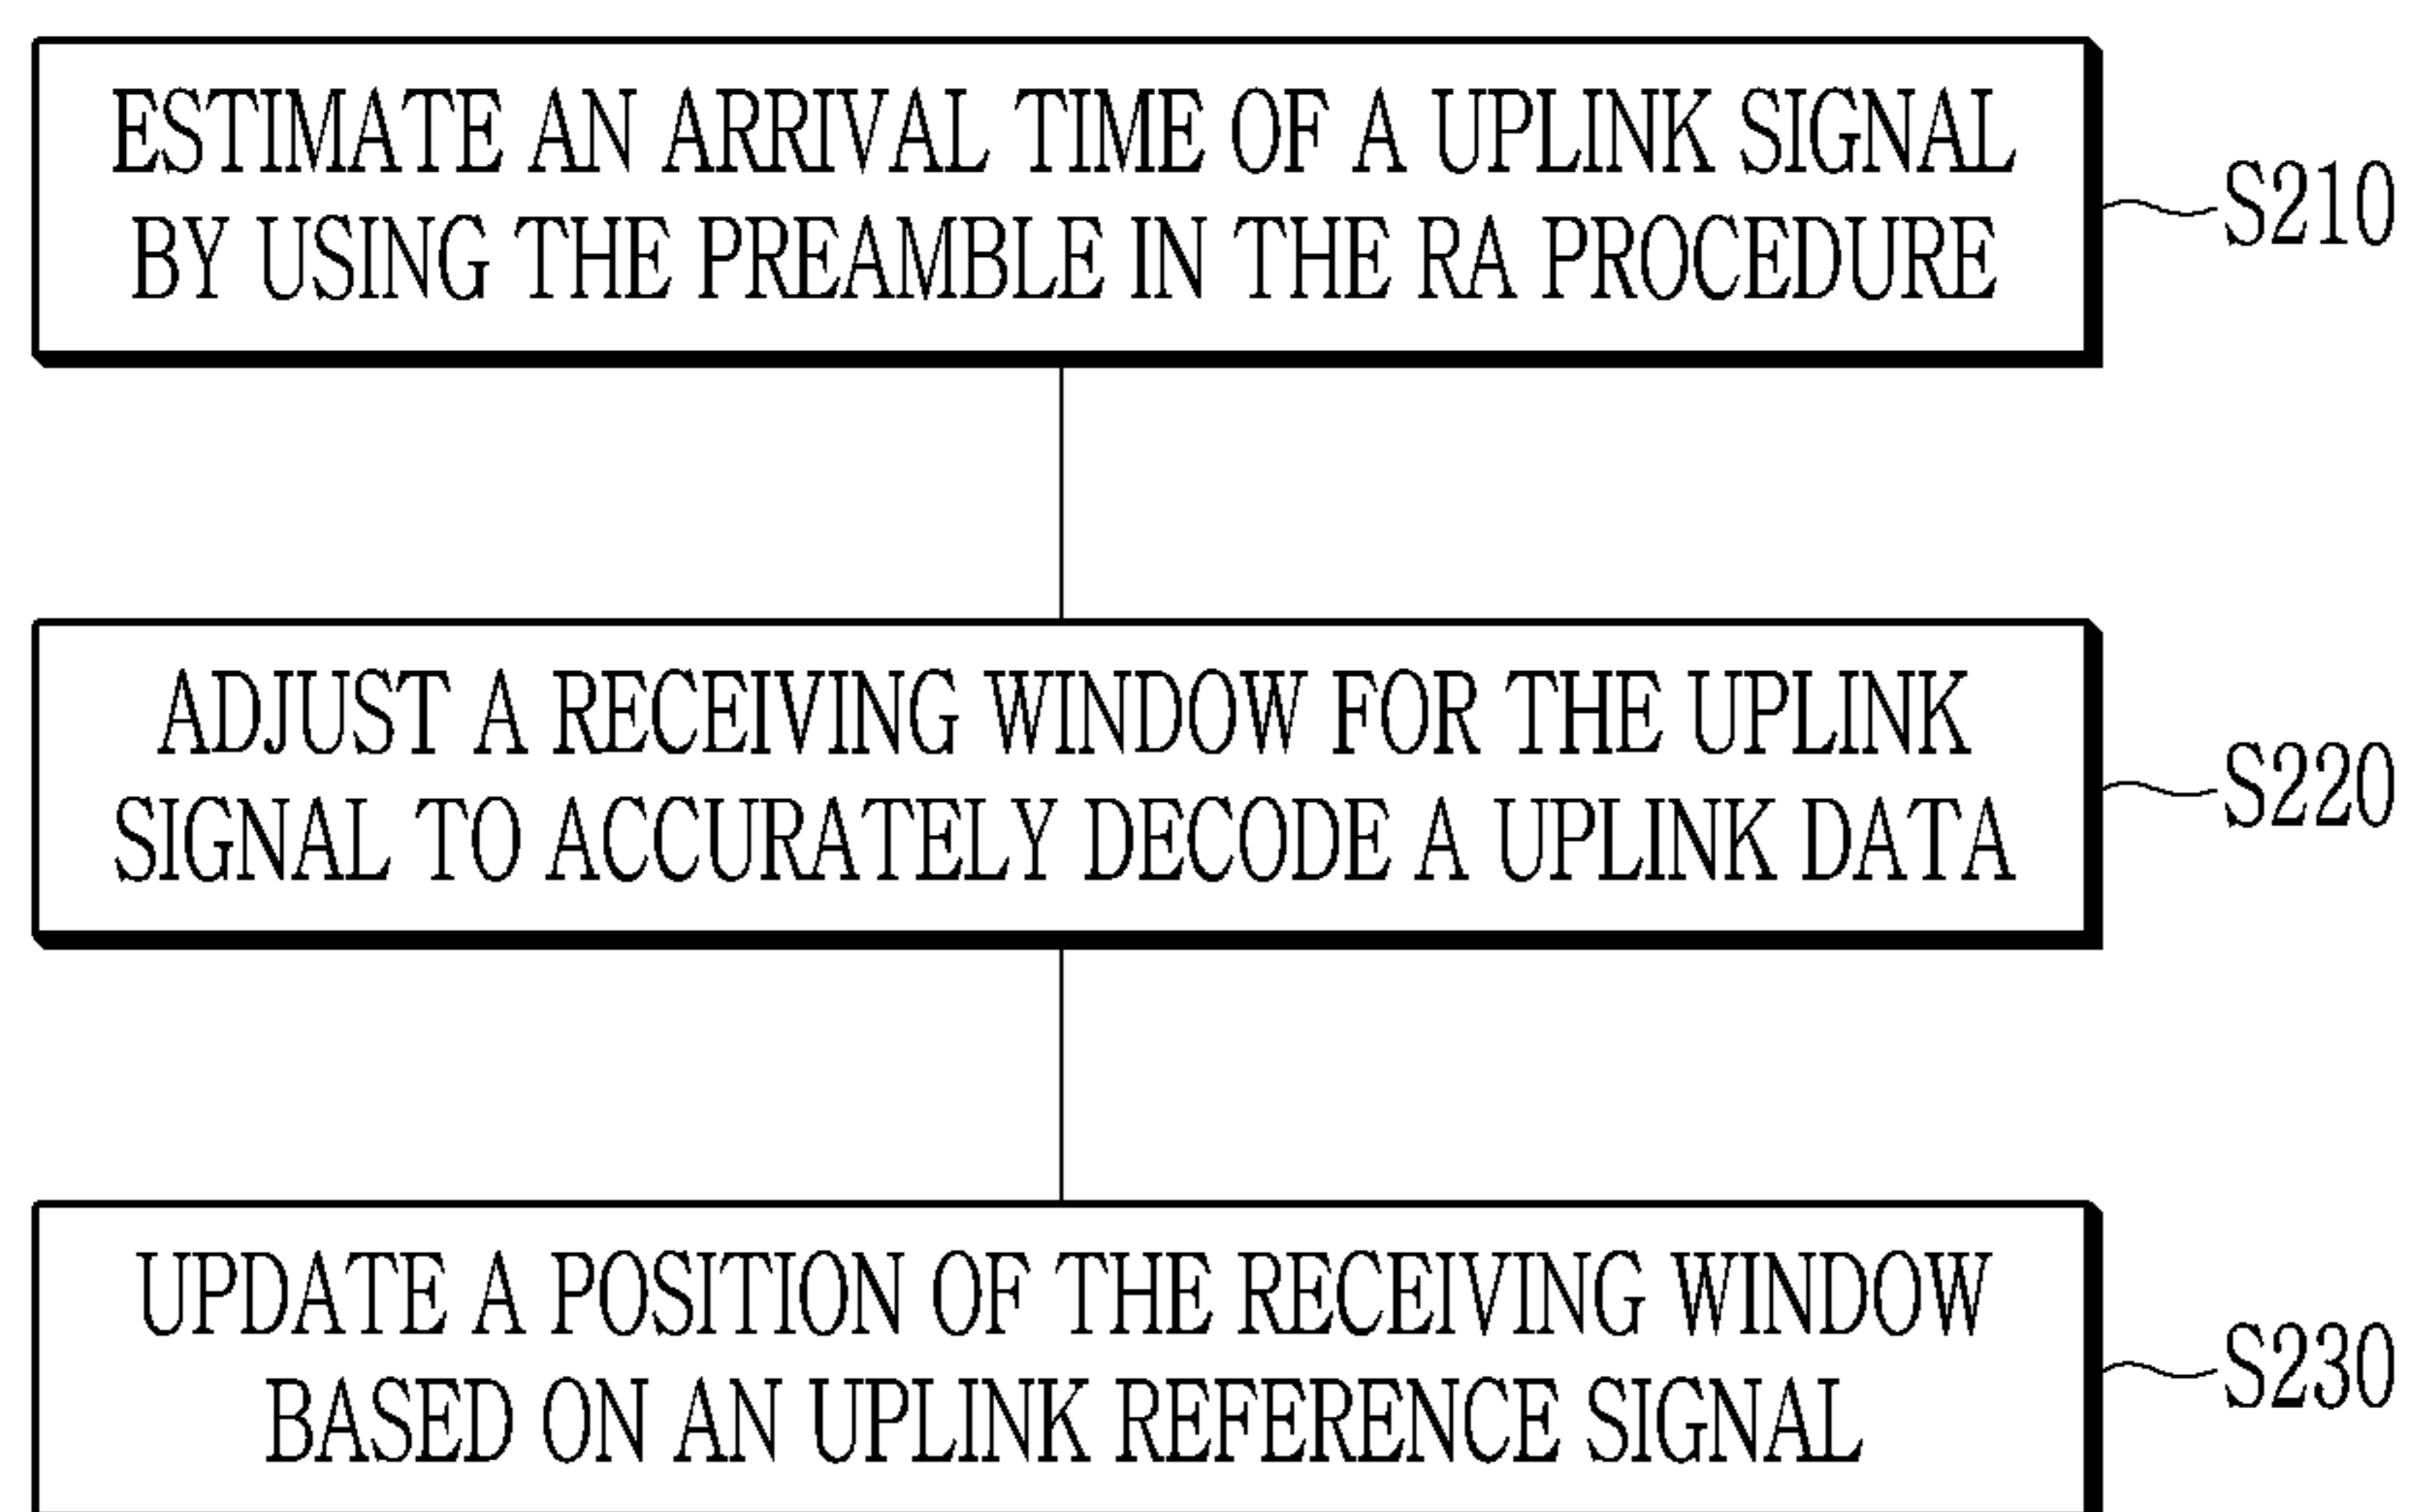 ESTIMATE AN ARRIVAL TIME OF A UPLINK SIGNAL
BY USING THE PREAMBLE IN THE RA PROCEDURE
S210
ADJUST A RECEIVING WINDOW FOR THE UPLINK
SIGNAL TO ACCURATELY DECODE A UPLINK DATA
S220
UPDATE A POSITION OF THE RECEIVING WINDOW
BASED ON AN UPLINK REFERENCE SIGNAL
S230